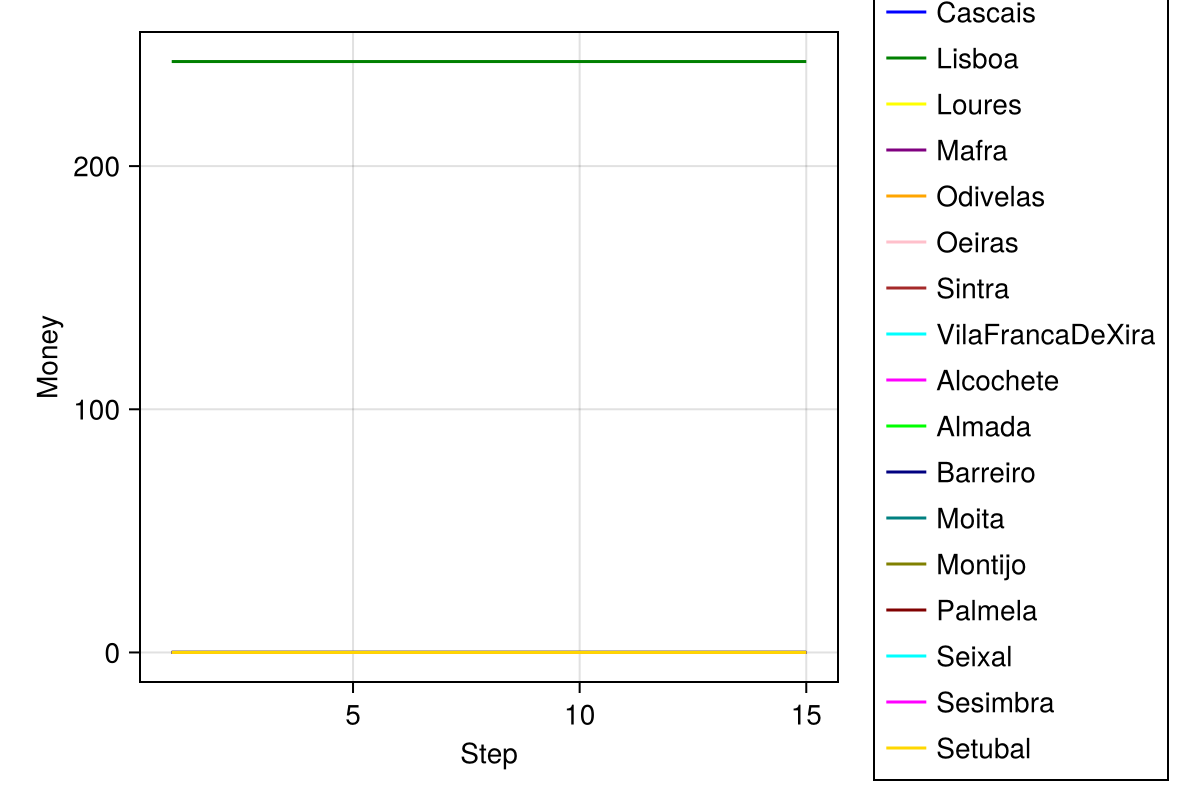 200
100
0
Money
5
10
15
Step
Cascais
Lisboa
Loures
Mafra
Odivelas
Oeiras
Sintra
VilaFrancaDeXira
Alcochete
Almada
Barreiro
Moita
Montijo
Palmela
Seixal
Sesimbra
Setubal